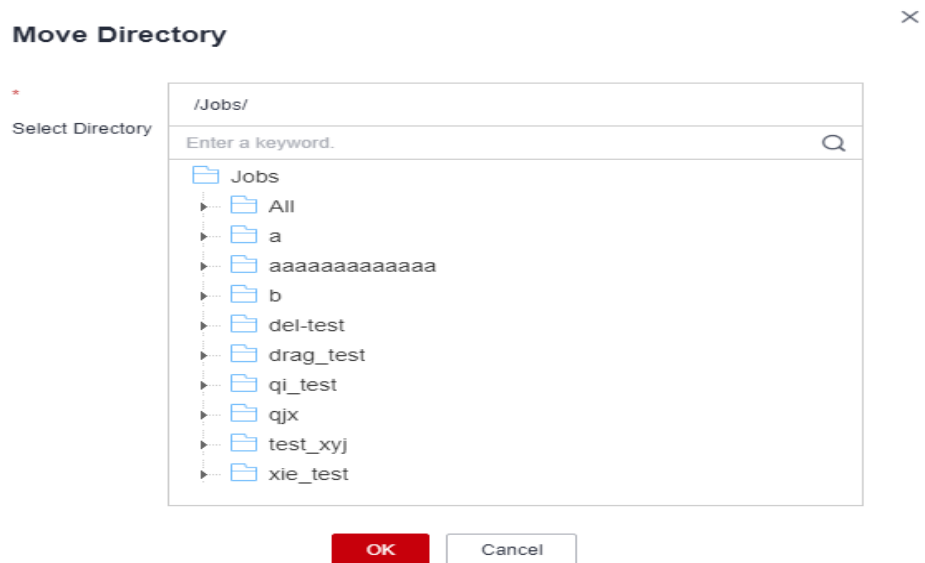 Move Directory
*
/Jobs/
Select Directory
Enter a keyword.
Jobs
All
a
aaaaaaaaaaaaa
b
del-test
drag_test
qi_test
qjx
test_xyj
xie_test
OK
Cancel